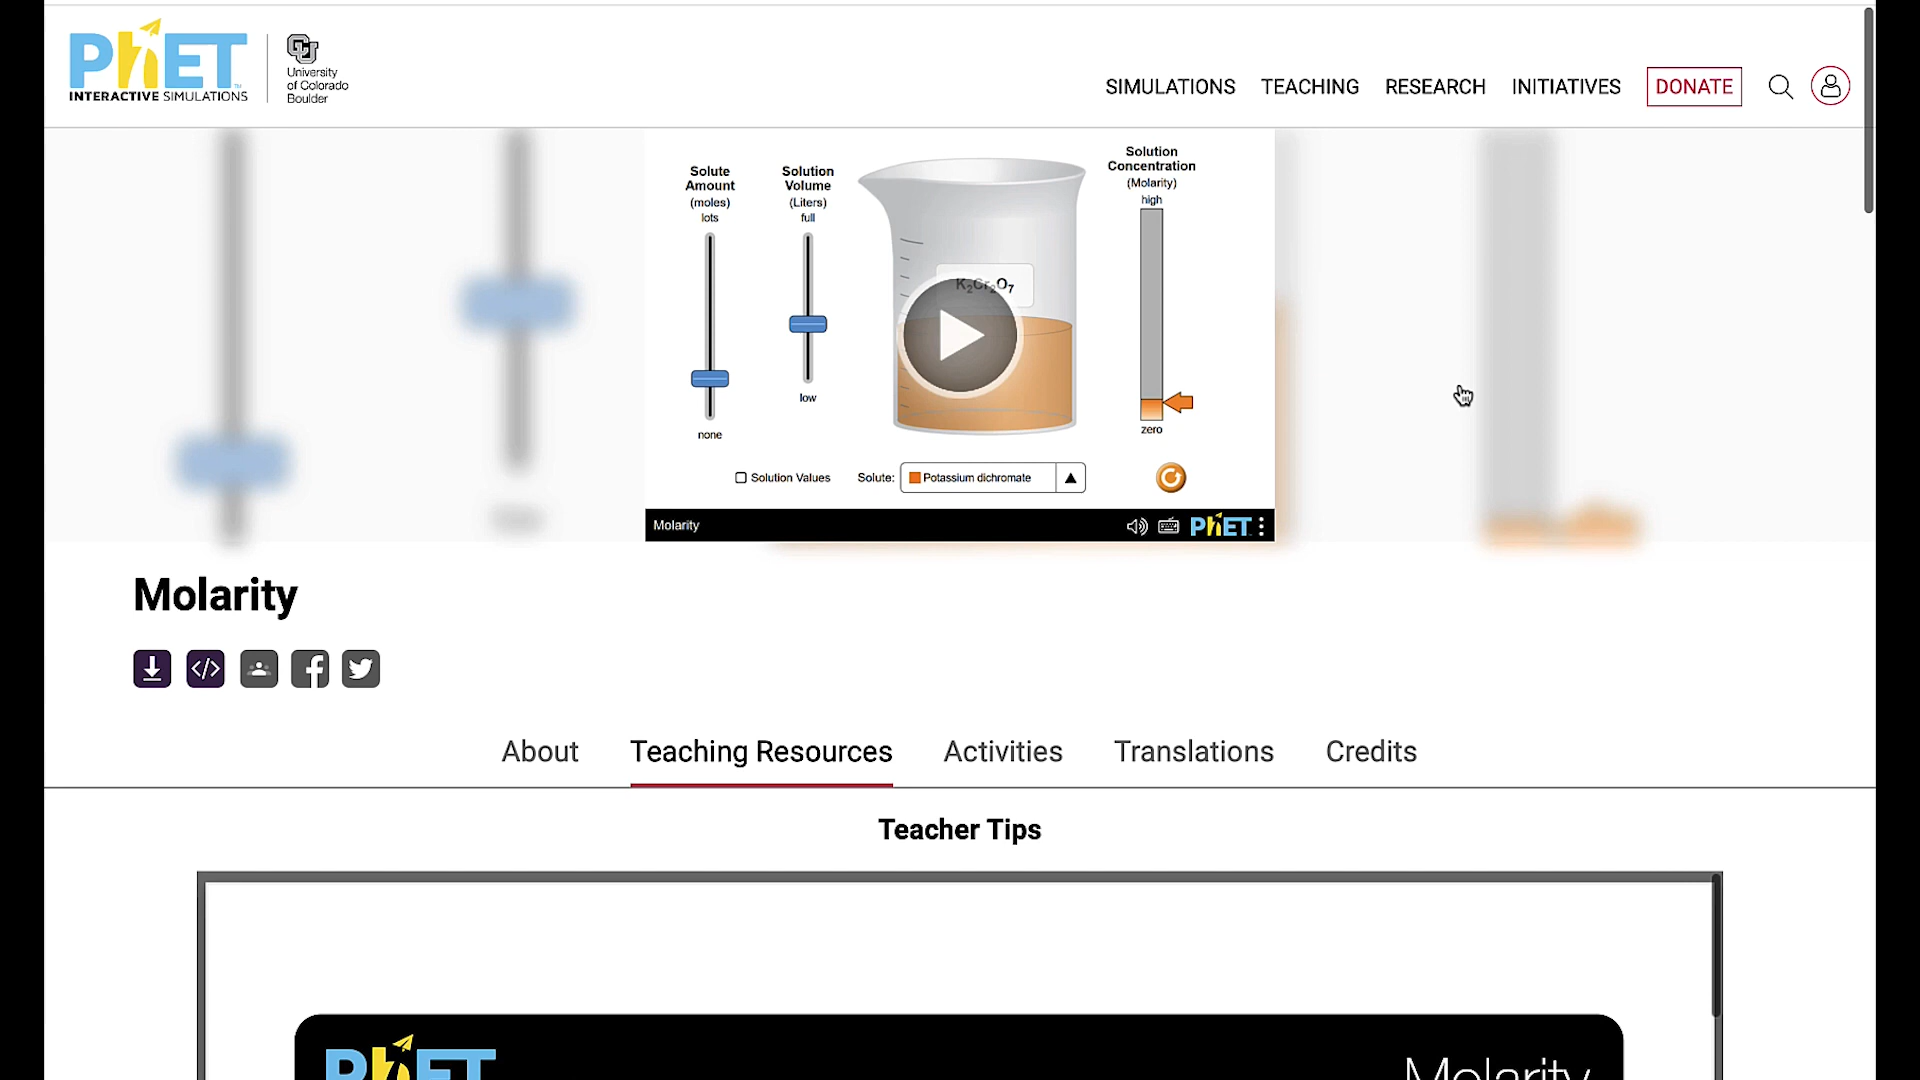 PhET
INTERACTIVE SIMULATIONS
University
of Colorado
Boulder
SIMULATIONS TEACHING RESEARCH INITIATIVES DONATE
Solute
Amount
(moles)
lots
none
Solution
Volume
(Liters)
full
low
K₂Cr₂O₇
Solution
Concentration
(Molarity)
high
zero
Solution Values
Solute: Potassium dichromate
Molarity
PhET
Molarity
About Teaching Resources Activities Translations Credits
Teacher Tips
PhET
Molarity